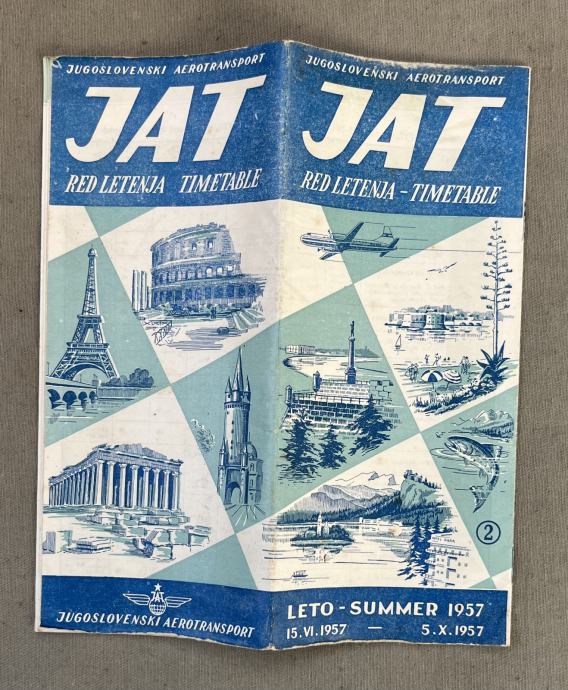 JUGOSLOVENSKI AEROTRANSPORT
JAT
RED LETENJA TIMETABLE
JAT
JUGOSLOVENSKI AEROTRANSPORT
JUGOSLOVENSKI AEROTRANSPORT
JAT
RED LETENJA - TIMETABLE
2
LETO - SUMMER 1957
15.VI.1957 — 5.X.1957